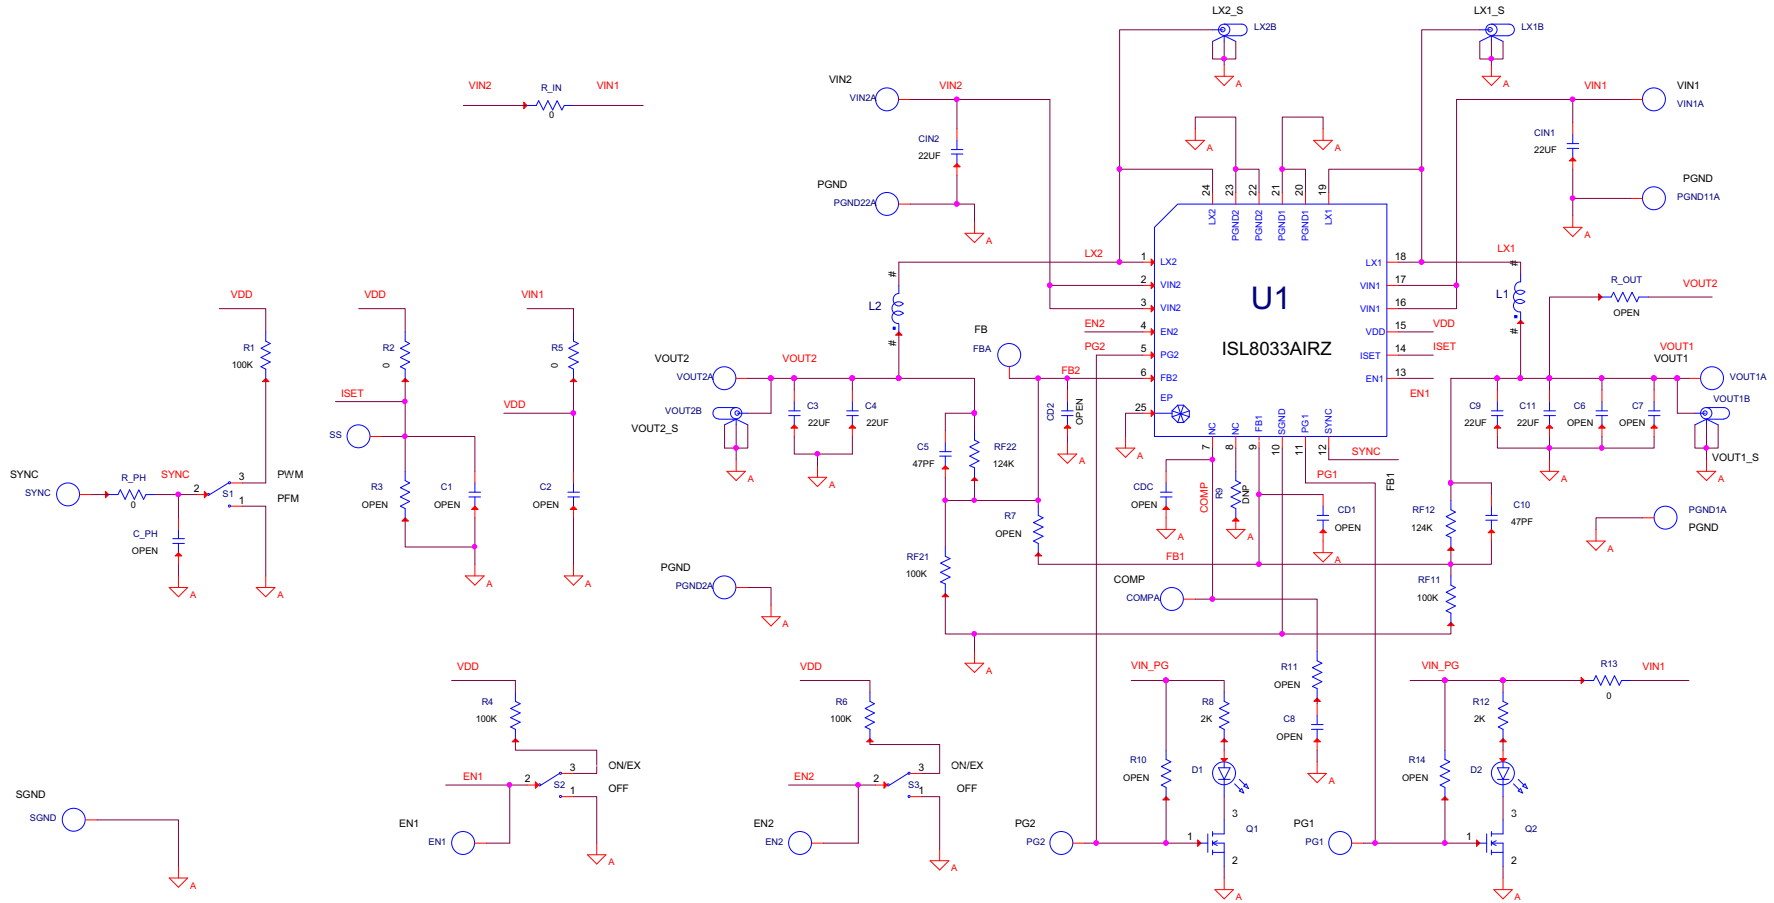 LX2_S
LX2B
LX1_S
LX1B
VIN2
R_IN
VIN1
0
VIN2
VIN2A
VIN2
VIN1
VIN1
VIN1A
CIN2
22UF
CIN1
22UF
A
A
A
A
PGND
PGND22A
A
PGND
PGND11A
A
24
23
22
21
20
19
LX2
PGND2
PGND2
PGND1
PGND1
LX1
LX2
1
LX2
LX1
18
LX1
2
VIN2
VIN1
17
3
VIN2
VIN1
16
EN2
4
EN2
VDD
15
VDD
PG2
5
PG2
ISET
14
ISET
FB2
6
FB2
EN1
13
EN1
25
EP
U1
ISL8033AIRZ
NC
NC
FB1
SGND
PG1
SYNC
7
8
9
10
11
12
SYNC
FB1
A
#
L2
#
#
L1
#
R_OUT
OPEN
VOUT2
VOUT1
VOUT1
VOUT1A
VOUT1B
VOUT1_S
A
C9
22UF
C11
22UF
C6
OPEN
C7
OPEN
A
VDD
R1
100K
VDD
R2
0
ISET
SS
R3
OPEN
C1
OPEN
A
VIN1
R5
0
VDD
C2
OPEN
A
SYNC
SYNC
R_PH
0
SYNC
2
S1
3
1
PWM
PFM
C_PH
OPEN
A
A
VOUT2
VOUT2A
VOUT2
VOUT2B
VOUT2_S
A
C3
22UF
C4
22UF
A
FB
FBA
CD2
OPEN
A
C5
47PF
RF22
124K
R7
OPEN
RF21
100K
A
CDC
OPEN
A
COMP
R9
DNP
A
CD1
OPEN
A
PG1
FB1
RF12
124K
C10
47PF
RF11
100K
PGND1A
PGND
A
PGND
PGND2A
A
COMP
COMPA
R11
OPEN
C8
OPEN
A
VDD
R4
100K
EN1
2
S2
3
1
ON/EX
OFF
EN1
EN1
A
VDD
R6
100K
EN2
2
S3
3
1
ON/EX
OFF
EN2
EN2
A
VIN_PG
R8
2K
R10
OPEN
D1
PG2
PG2
1
3
2
Q1
A
VIN_PG
R13
0
VIN1
R12
2K
R14
OPEN
D2
PG1
PG1
1
3
2
Q2
A
SGND
SGND
A